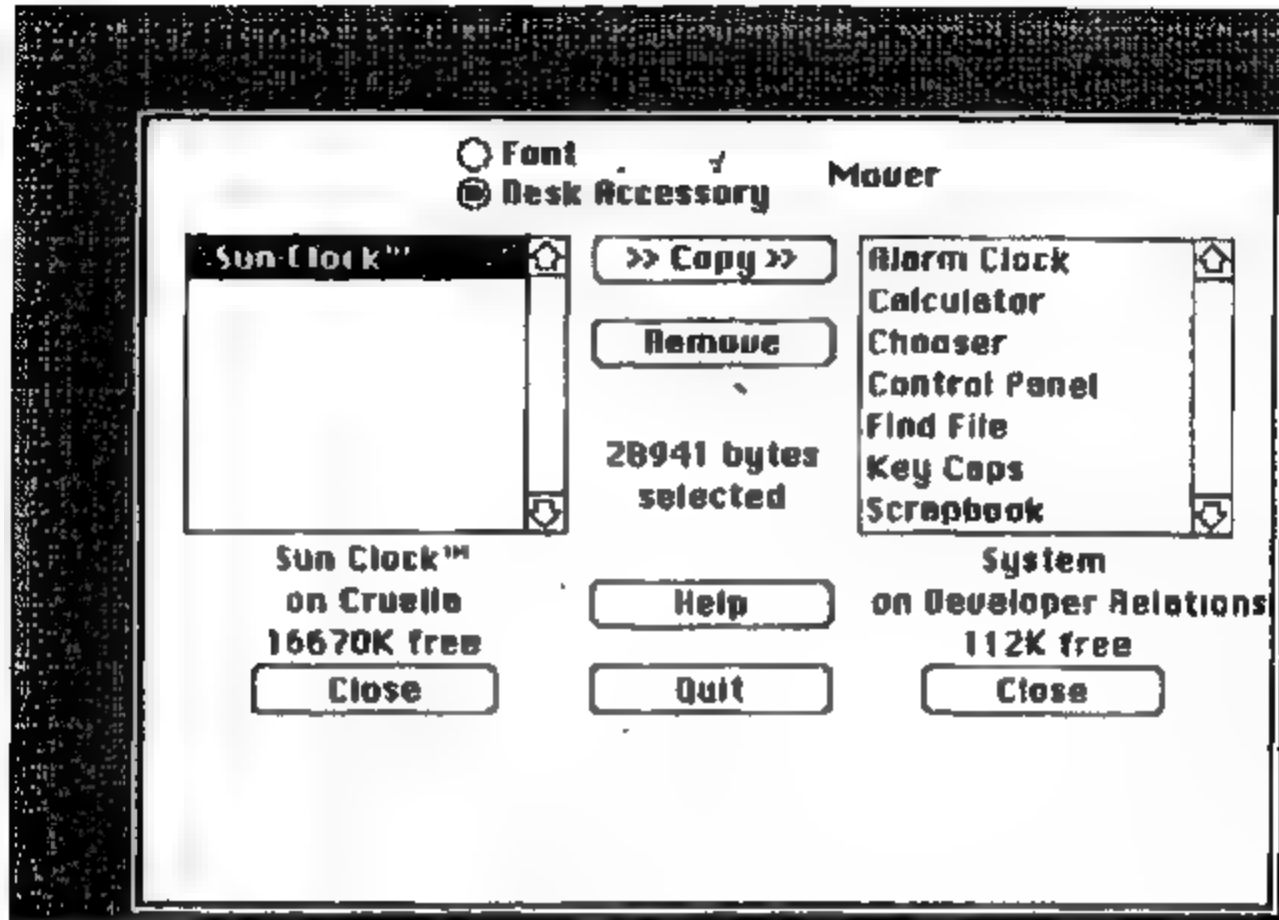 Font
Desk Accessory
Mover
Sun Clock™
>> Copy >>
Remove
28941 bytes
selected
Alarm Clock
Calculator
Chooser
Control Panel
Find File
Key Caps
Scrapbook
Sun Clock™
on Cruella
16670K free
Close
Help
Quit
System
on Developer Relations
112K free
Close